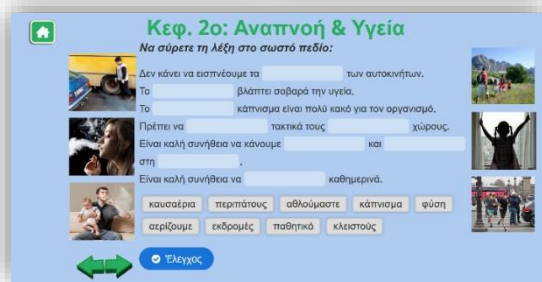 Κεφ. 2ο: Αναπνοή & Υγεία
Να σύρετε τη λέξη στο σωστό πεδίο:
Δεν κάνει να εισπνέουμε τα των αυτοκινήτων.
Το βλάπτει σοβαρά την υγεία.
Το κάπνισμα είναι πολύ κακό για τον οργανισμό.
Πρέπει να τακτικά τους χώρους.
Είναι καλή συνήθεια να κάνουμε και
στη .
Είναι καλή συνήθεια να καθημερινά.
καυσαέρια περιπάτους αθλούμαστε κάπνισμα φύση
αερίζουμε εκδρομές παθητικό κλειστούς
Έλεγχος